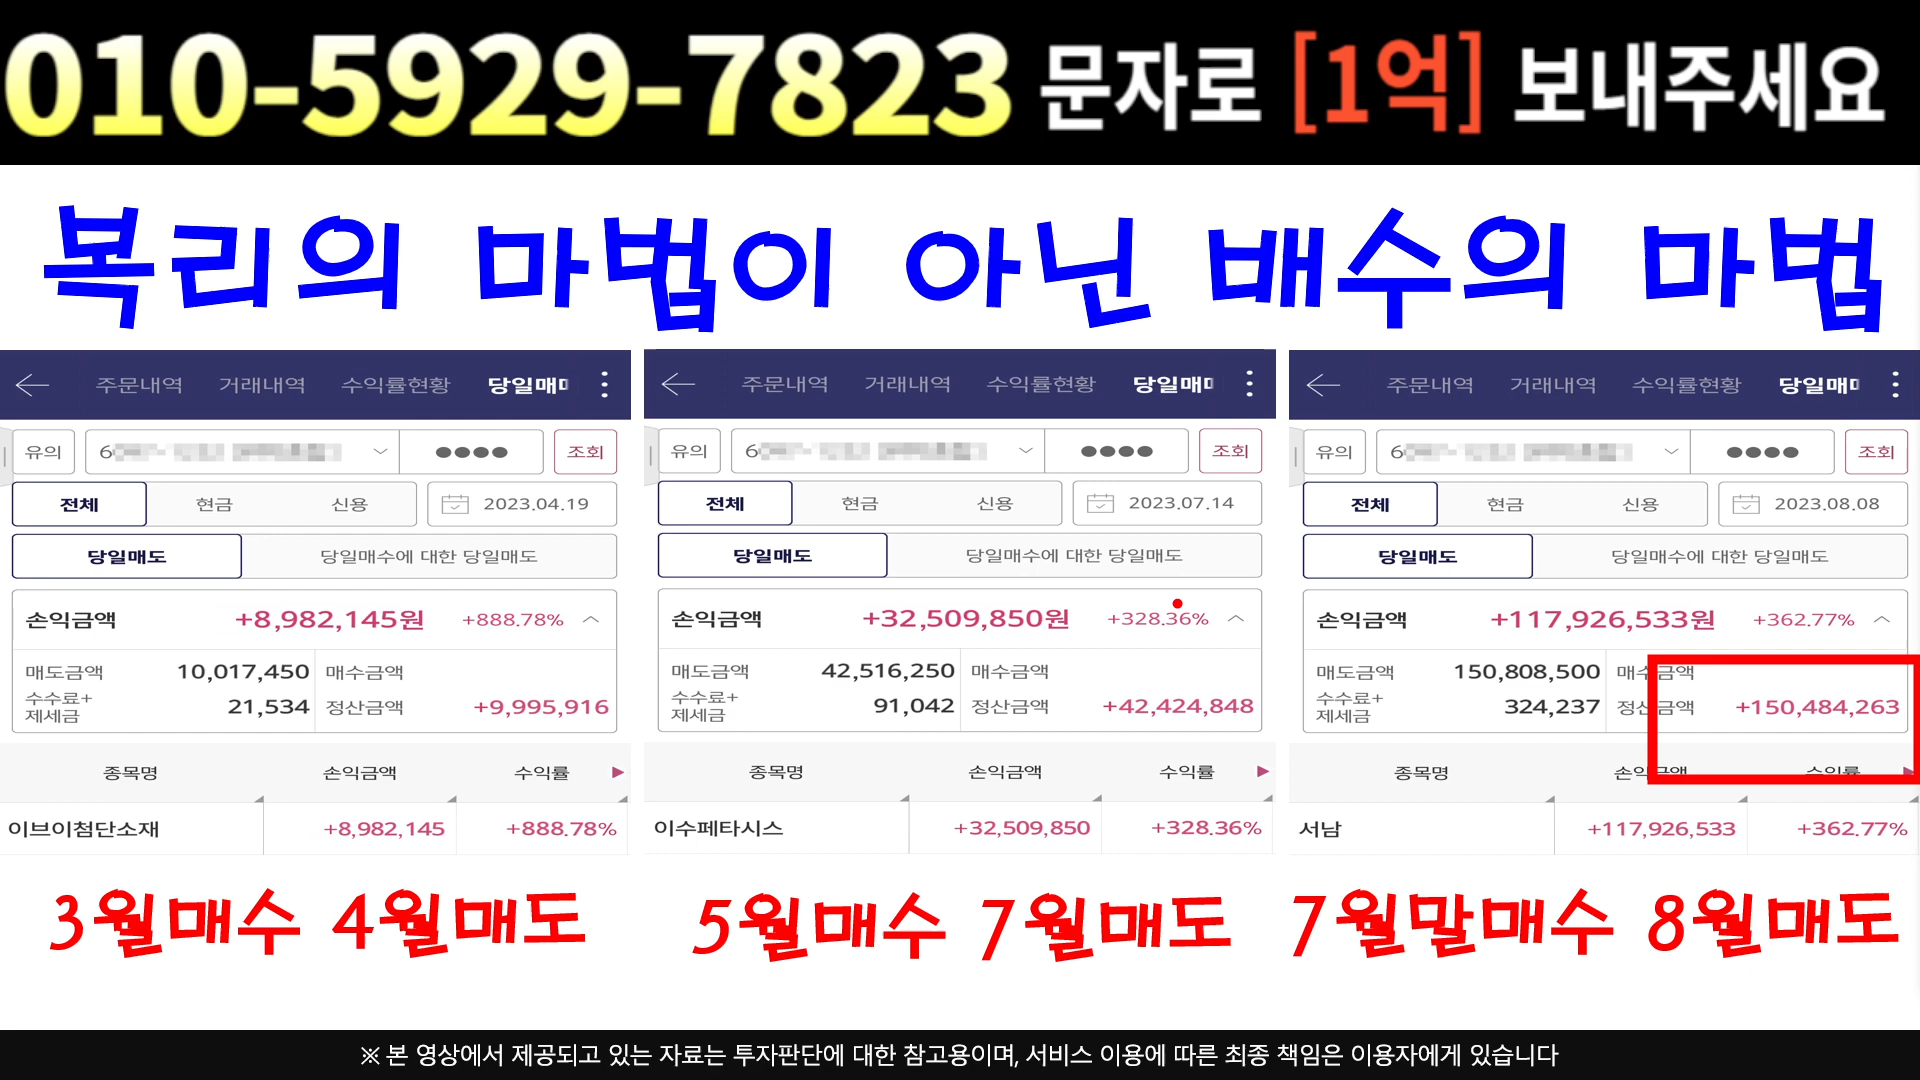 010-5929-7823 문자로 [1억] 보내주세요
복리의 마법이 아닌 배수의 마법
주문내역 거래내역 수익률현황 당일매
유의 6 ●●●● 조회
전체 현금 신용 2023.04.19
당일매도 당일매수에 대한 당일매도
손익금액 +8,982,145원 +888.78%
매도금액 10,017,450 매수금액
수수료+
제세금 21,534 정산금액 +9,995,916
종목명 손익금액 수익률
이브이첨단소재 +8,982,145 +888.78%
3월매수 4월매도
주문내역 거래내역 수익률현황 당일매
유의 6 ●●●● 조회
전체 현금 신용 2023.07.14
당일매도 당일매수에 대한 당일매도
손익금액 +32,509,850원 +328.36%
매도금액 42,516,250 매수금액
수수료+
제세금 91,042 정산금액 +42,424,848
종목명 손익금액 수익률
이수페타시스 +32,509,850 +328.36%
5월매수 7월매도
주문내역 거래내역 수익률현황 당일매
유의 6 ●●●● 조회
전체 현금 신용 2023.08.08
당일매도 당일매수에 대한 당일매도
손익금액 +117,926,533원 +362.77%
매도금액 150,808,500 매수금액
수수료+
제세금 324,237 정산금액 +150,484,263
종목명 손익금액 수익률
서남 +117,926,533 +362.77%
7월말매수 8월매도
※ 본 영상에서 제공되고 있는 자료는 투자판단에 대한 참고용이며, 서비스 이용에 따른 최종 책임은 이용자에게 있습니다